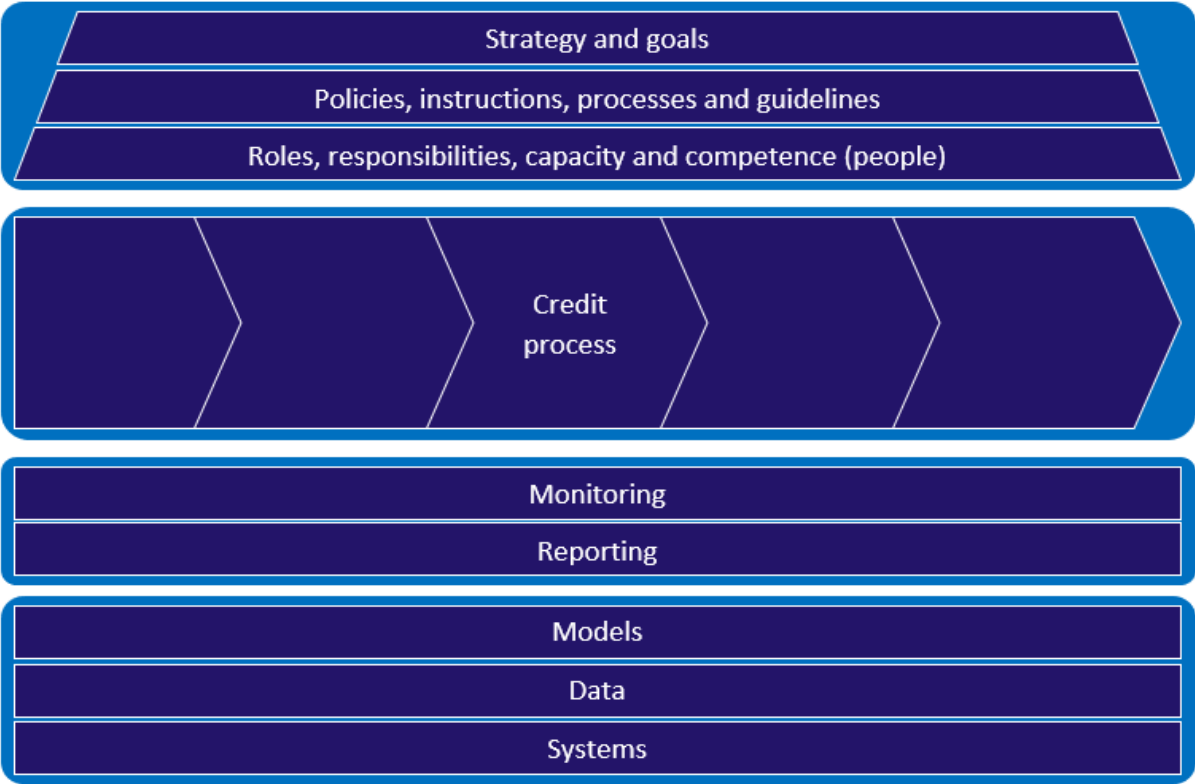 Strategy and goals
Policies, instructions, processes and guidelines
Roles, responsibilities, capacity and competence (people)
Credit
process
Monitoring
Reporting
Models
Data
Systems